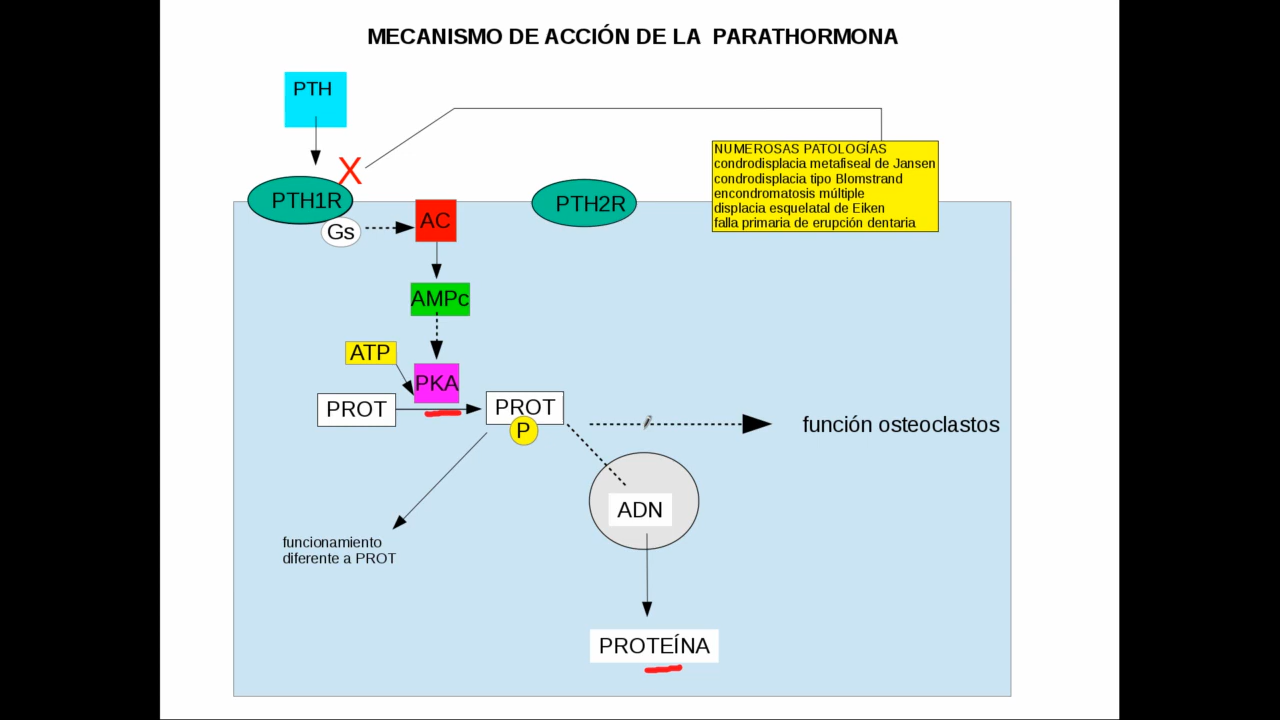 MECANISMO DE ACCIÓN DE LA PARATHORMONA
PTH
X
NUMEROSAS PATOLOGÍAS
condrodisplacia metafiseal de Jansen
condrodisplacia tipo Blomstrand
encondromatosis múltiple
displacia esquelatal de Eiken
falla primaria de erupción dentaria
PTH1R
PTH2R
Gs
AC
AMPc
ATP
PKA
PROT
PROT
P
función osteoclastos
ADN
funcionamiento
diferente a PROT
PROTEÍNA